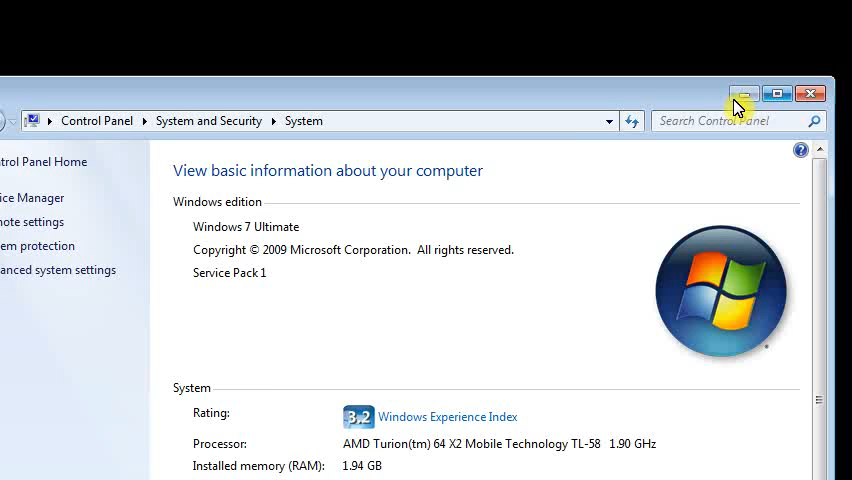 Control Panel System and Security System
Search Control Panel
ntrol Panel Home
ice Manager
note settings
em protection
anced system settings
View basic information about your computer
Windows edition
Windows 7 Ultimate
Copyright © 2009 Microsoft Corporation. All rights reserved.
Service Pack 1
System
Rating:
3.2 Windows Experience Index
Processor:
AMD Turion(tm) 64 X2 Mobile Technology TL-58 1.90 GHz
Installed memory (RAM):
1.94 GB